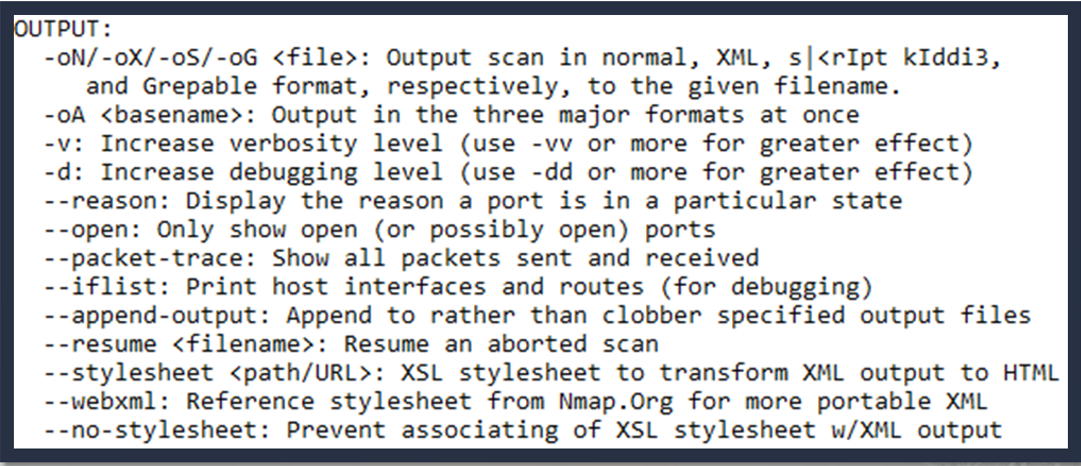 OUTPUT:
-oN/-oX/-oS/-oG <file>: Output scan in normal, XML, s|<rIpt kIddi3,
and Grepable format, respectively, to the given filename.
-oA <basename>: Output in the three major formats at once
-v: Increase verbosity level (use -vv or more for greater effect)
-d: Increase debugging level (use -dd or more for greater effect)
--reason: Display the reason a port is in a particular state
--open: Only show open (or possibly open) ports
--packet-trace: Show all packets sent and received
--iflist: Print host interfaces and routes (for debugging)
--append-output: Append to rather than clobber specified output files
--resume <filename>: Resume an aborted scan
--stylesheet <path/URL>: XSL stylesheet to transform XML output to HTML
--webxml: Reference stylesheet from Nmap.Org for more portable XML
--no-stylesheet: Prevent associating of XSL stylesheet w/XML output